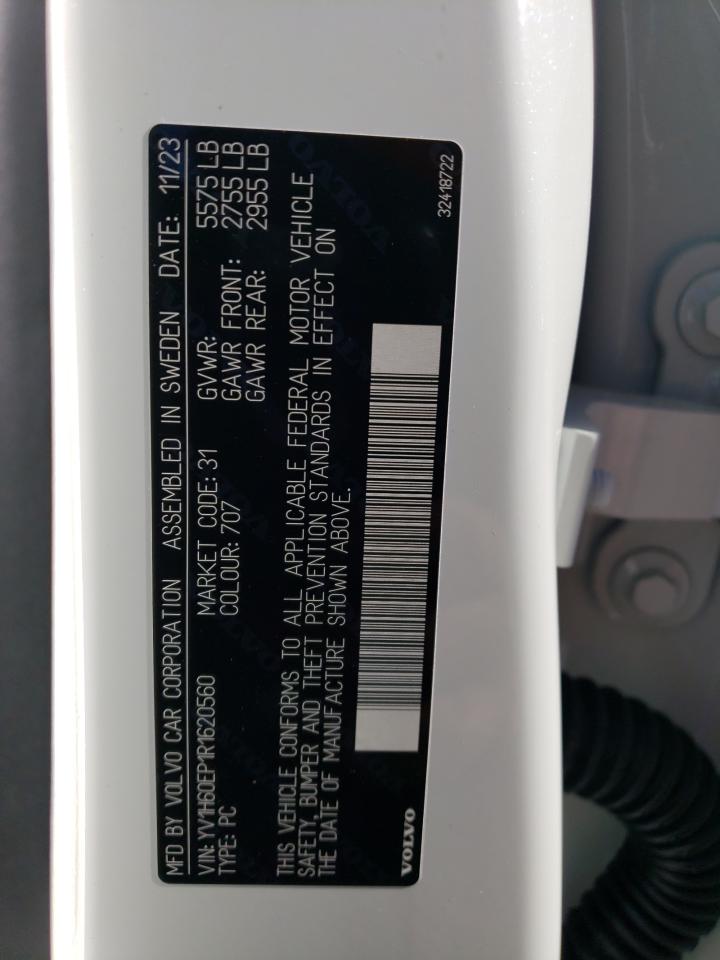 MFD BY VOLVO CAR CORPORATION ASSEMBLED IN SWEDEN DATE: 11/23
VIN: YV1H60EP1R1620560 MARKET CODE: 31 GVWR: 5575 LB
TYPE: PC COLOUR: 707 GAWR FRONT: 2755 LB
GAWR REAR: 2955 LB
THIS VEHICLE CONFORMS TO ALL APPLICABLE FEDERAL MOTOR VEHICLE
SAFETY, BUMPER AND THEFT PREVENTION STANDARDS IN EFFECT ON
THE DATE OF MANUFACTURE SHOWN ABOVE.
VOLVO
32418722